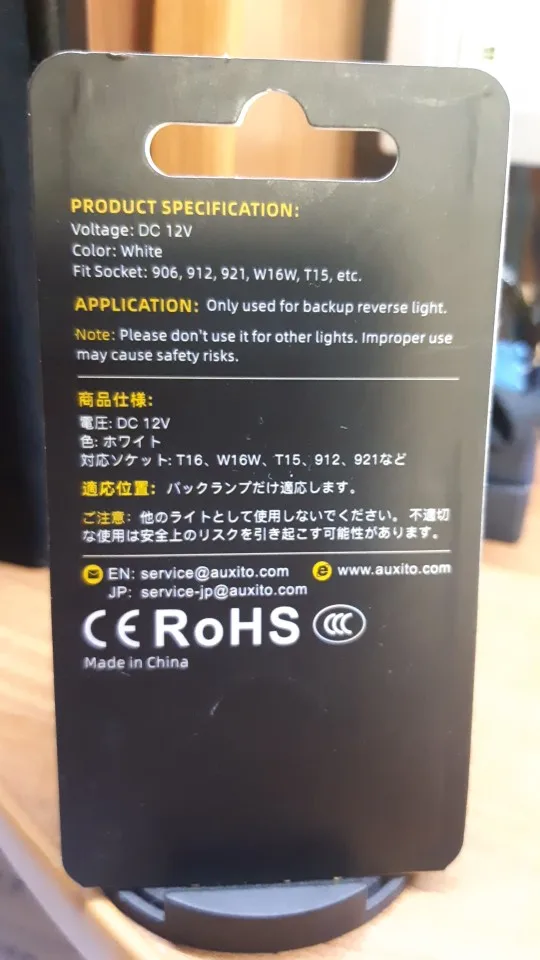 PRODUCT SPECIFICATION:
Voltage: DC 12V
Color: White
Fit Socket: 906, 912, 921, W16W, T15, etc.
APPLICATION: Only used for backup reverse light.
Note: Please don't use it for other lights. Improper use
may cause safety risks.
商品仕様:
電圧: DC 12V
色: ホワイト
対応ソケット: T16、W16W、T15、912、921など
適応位置: バックランプだけ適応します。
ご注意: 他のライトとして使用しないでください。 不適切
な使用は安全上のリスクを引き起こす可能性があります。
EN: service@auxito.com www.auxito.com
JP: service-jp@auxito.com
CE RoHS CCC
Made in China